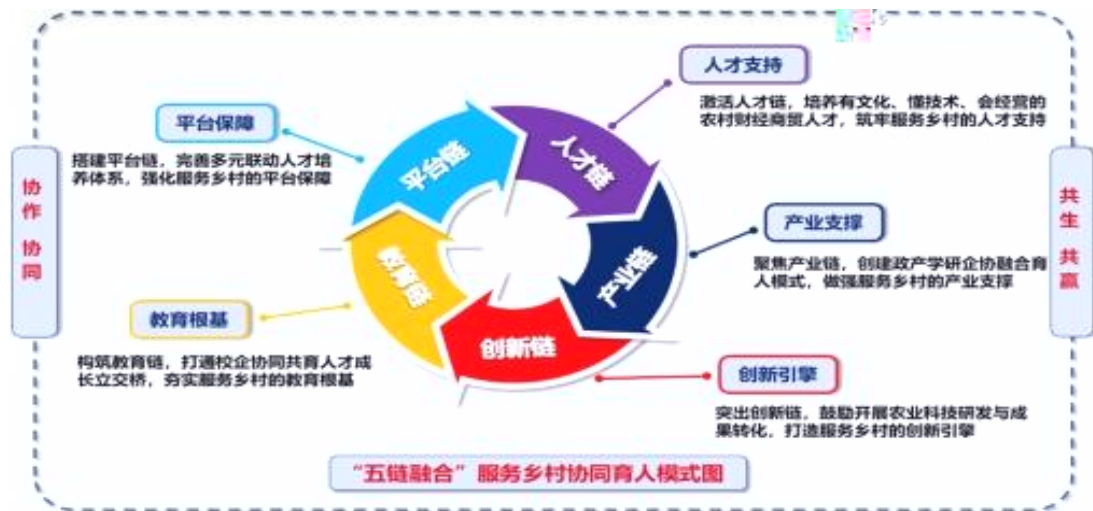 人才支持
激活人才链，培养有文化、懂技术、会经营的
农村财经商贸人才，筑牢服务乡村的人才支持
平台保障
搭建平台链，完善多元联动人才培
养体系，强化服务乡村的平台保障
平台链
人才链
协作 协同
共生 共赢
产业支撑
聚焦产业链，创建政产学研企协融合育
人模式，做强服务乡村的产业支撑
教育链
产业链
创新链
教育根基
构筑教育链，打通校企协同共育人才成
长立交桥，夯实服务乡村的教育根基
创新引擎
突出创新链，鼓励开展农业科技研发与成
果转化，打造服务乡村的创新引擎
“五链融合”服务乡村协同育人模式图